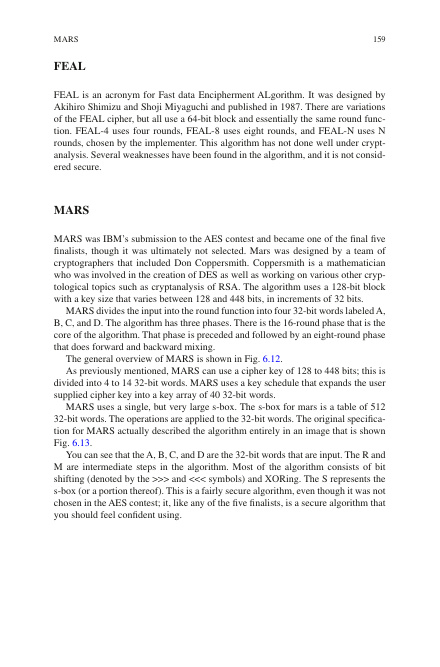 MARS 159
FEAL
FEAL is an acronym for Fast data Encipherment ALgorithm. It was designed by
Akihiro Shimizu and Shoji Miyaguchi and published in 1987. There are variations
of the FEAL cipher, but all use a 64-bit block and essentially the same round func-
tion. FEAL-4 uses four rounds, FEAL-8 uses eight rounds, and FEAL-N uses N
rounds, chosen by the implementer. This algorithm has not done well under crypt-
analysis. Several weaknesses have been found in the algorithm, and it is not consid-
ered secure.
MARS
MARS was IBM's submission to the AES contest and became one of the final five
finalists, though it was ultimately not selected. Mars was designed by a team of
cryptographers that included Don Coppersmith. Coppersmith is a mathematician
who was involved in the creation of DES as well as working on various other cryp-
tological topics such as cryptanalysis of RSA. The algorithm uses a 128-bit block
with a key size that varies between 128 and 448 bits, in increments of 32 bits.
MARS divides the input into the round function into four 32-bit words labeled A,
B, C, and D. The algorithm has three phases. There is the 16-round phase that is the
core of the algorithm. That phase is preceded and followed by an eight-round phase
that does forward and backward mixing.
The general overview of MARS is shown in Fig. 6.12.
As previously mentioned, MARS can use a cipher key of 128 to 448 bits; this is
divided into 4 to 14 32-bit words. MARS uses a key schedule that expands the user
supplied cipher key into a key array of 40 32-bit words.
MARS uses a single, but very large s-box. The s-box for mars is a table of 512
32-bit words. The operations are applied to the 32-bit words. The original specifica-
tion for MARS actually described the algorithm entirely in an image that is shown
Fig. 6.13.
You can see that the A, B, C, and D are the 32-bit words that are input. The R and
M are intermediate steps in the algorithm. Most of the algorithm consists of bit
shifting (denoted by the >>> and <<< symbols) and XORing. The S represents the
s-box (or a portion thereof). This is a fairly secure algorithm, even though it was not
chosen in the AES contest; it, like any of the five finalists, is a secure algorithm that
you should feel confident using.